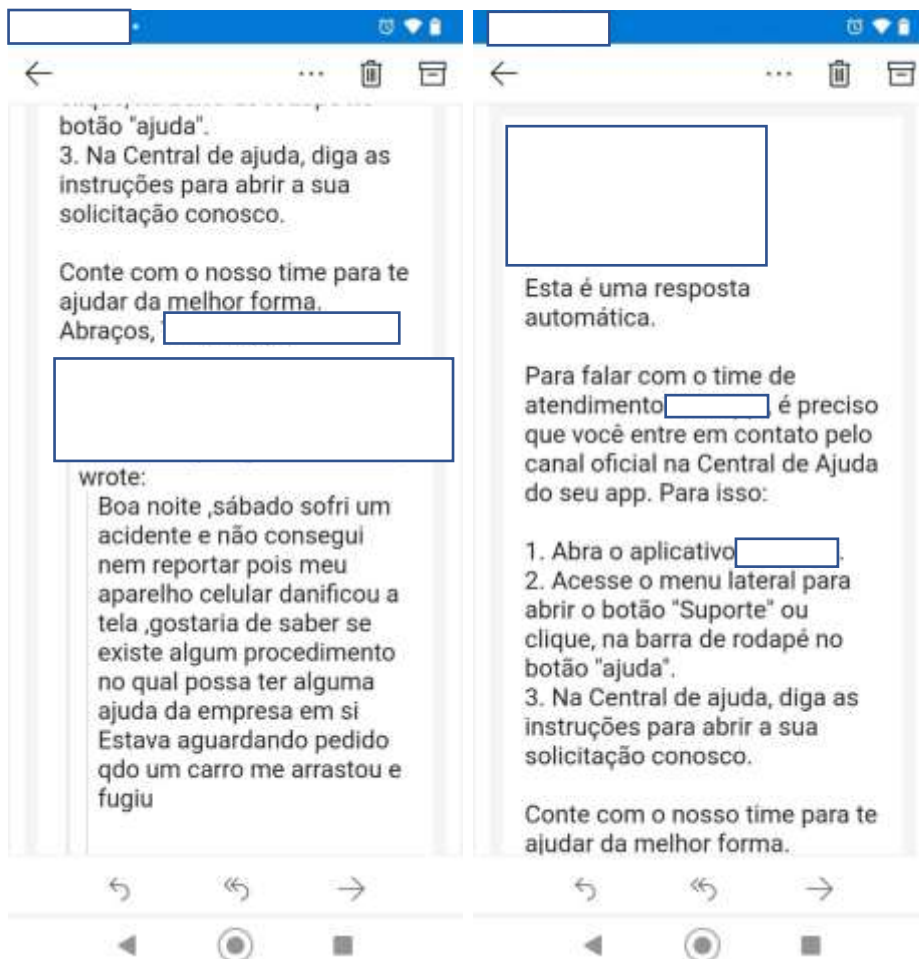 botão "ajuda".
3. Na Central de ajuda, diga as
instruções para abrir a sua
solicitação conosco.
Conte com o nosso time para te
ajudar da melhor forma.
Abraços,
wrote:
Boa noite ,sábado sofri um
acidente e não consegui
nem reportar pois meu
aparelho celular danificou a
tela ,gostaria de saber se
existe algum procedimento
no qual possa ter alguma
ajuda da empresa em si
Estava aguardando pedido
qdo um carro me arrastou e
fugiu
Esta é uma resposta
automática.
Para falar com o time de
atendimento , é preciso
que você entre em contato pelo
canal oficial na Central de Ajuda
do seu app. Para isso:
1. Abra o aplicativo .
2. Acesse o menu lateral para
abrir o botão "Suporte" ou
clique, na barra de rodapé no
botão "ajuda".
3. Na Central de ajuda, diga as
instruções para abrir a sua
solicitação conosco.
Conte com o nosso time para te
ajudar da melhor forma.